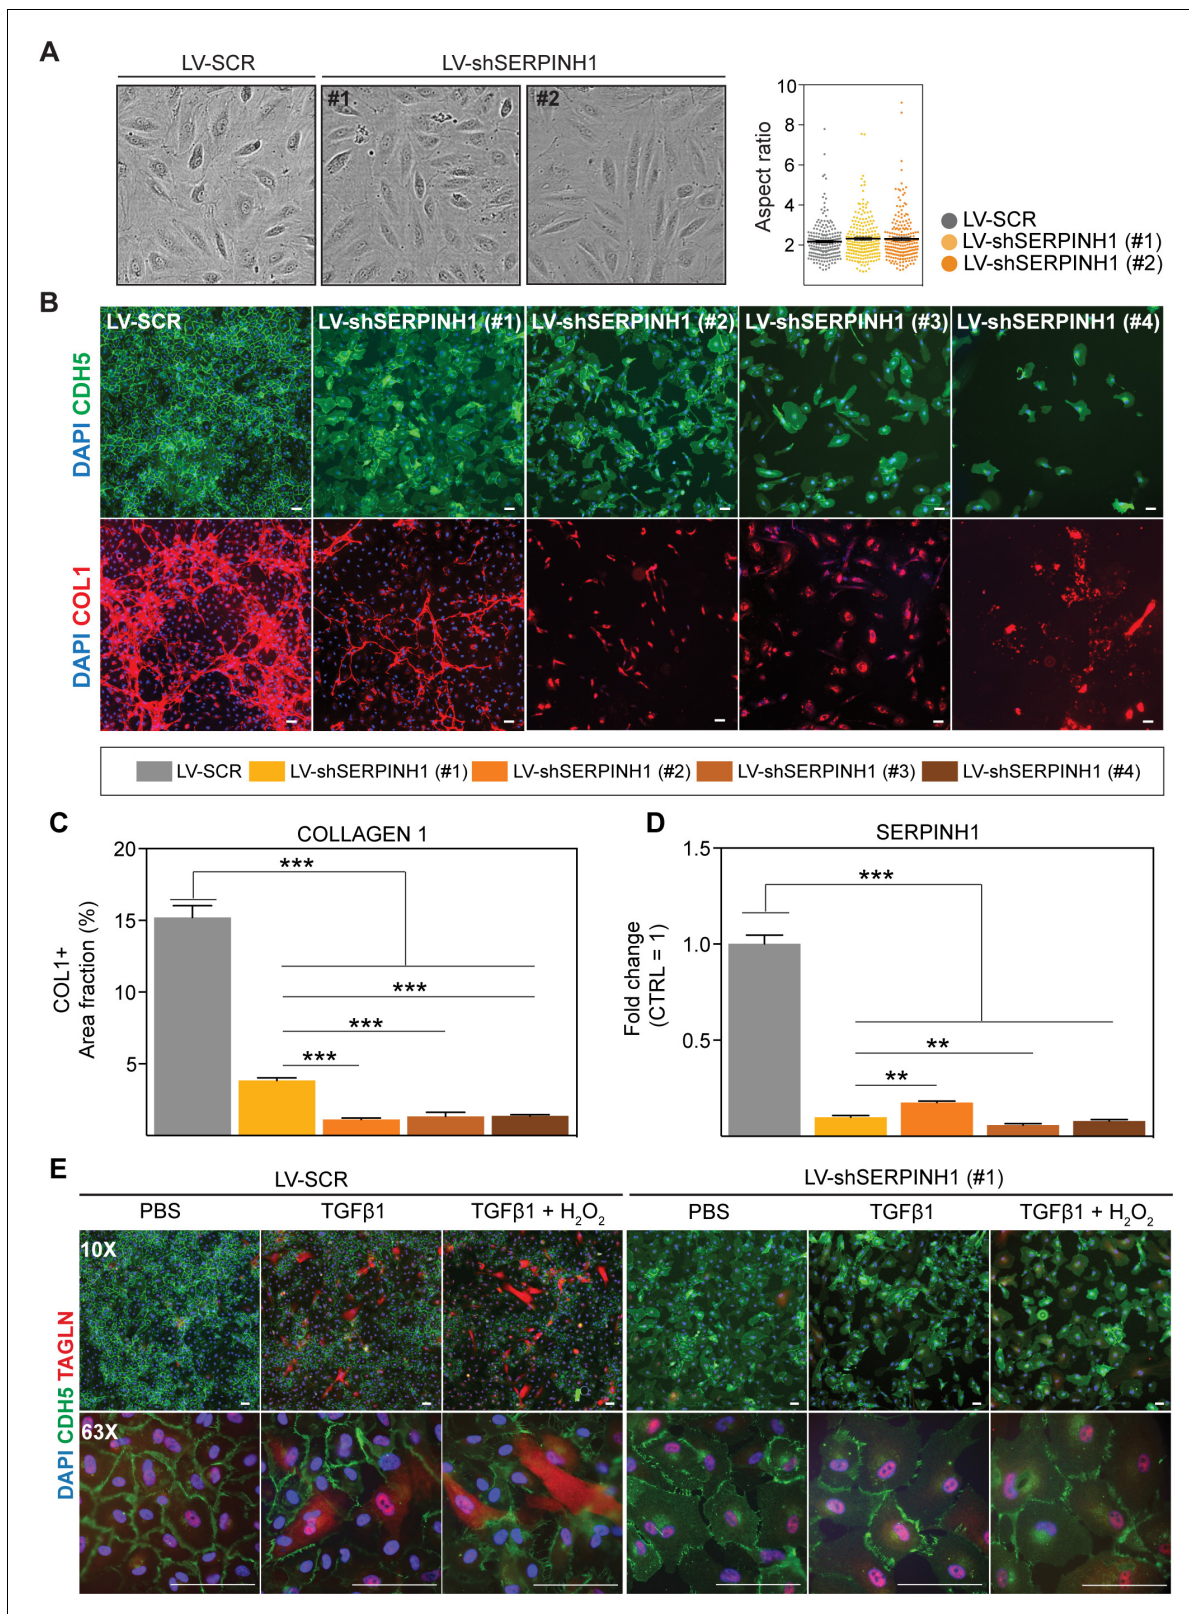 A
LV-SCR
LV-shSERPINH1
#1
#2
10
8
6
4
2
Aspect ratio
LV-SCR
LV-shSERPINH1 (#1)
LV-shSERPINH1 (#2)
B
LV-SCR
LV-shSERPINH1 (#1)
LV-shSERPINH1 (#2)
LV-shSERPINH1 (#3)
LV-shSERPINH1 (#4)
DAPI CDH5
DAPI COL1
LV-SCR
LV-shSERPINH1 (#1)
LV-shSERPINH1 (#2)
LV-shSERPINH1 (#3)
LV-shSERPINH1 (#4)
C
COLLAGEN 1
20
15
10
5
COL1+
Area fraction (%)
***
***
***
***
D
SERPINH1
1.5
1.0
0.5
Fold change
(CTRL = 1)
***
**
**
E
LV-SCR
LV-shSERPINH1 (#1)
PBS
TGFβ1
TGFβ1 + H₂O₂
PBS
TGFβ1
TGFβ1 + H₂O₂
10X
63X
DAPI CDH5 TAGLN